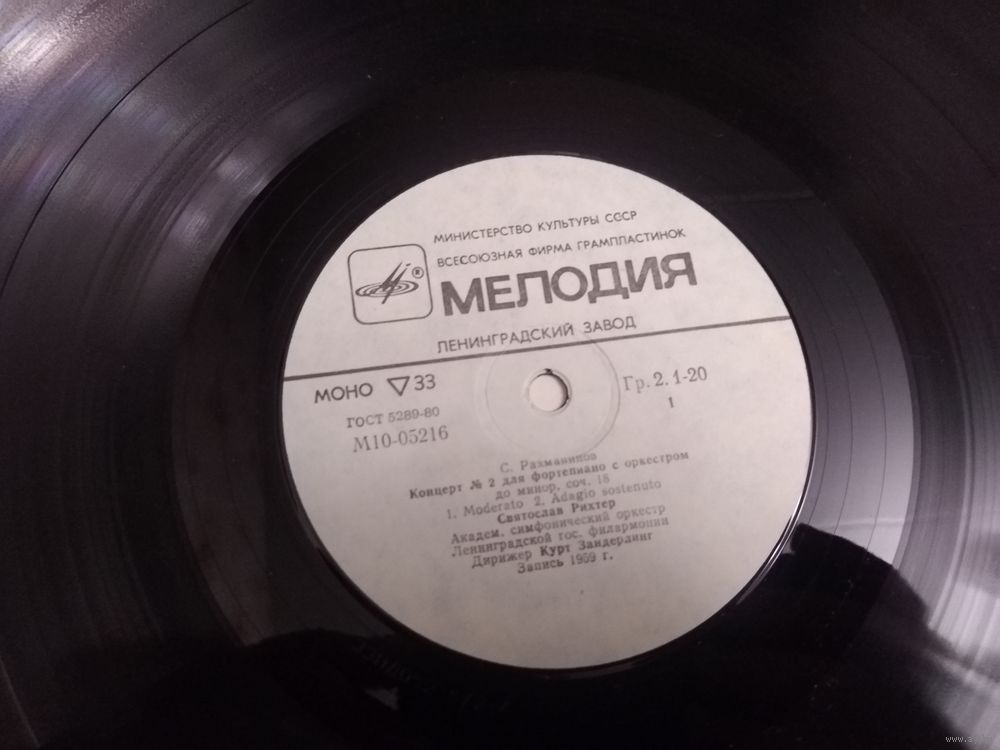 МИНИСТЕРСТВО КУЛЬТУРЫ СССР
ВСЕСОЮЗНАЯ ФИРМА ГРАМПЛАСТИНОК
®
МЕЛОДИЯ
ЛЕНИНГРАДСКИЙ ЗАВОД
МОНО ▽33
Гр. 2. 1-20
ГОСТ 5289-80
1
М10-05216
С. Рахманинов
Концерт № 2 для фортепиано с оркестром
до минор, соч. 18
1. Moderato 2. Adagio sostenuto
Святослав Рихтер
Академ. симфонический оркестр
Ленинградской гос. филармонии
Дирижер Курт Зандерлинг
Запись 1959 г.